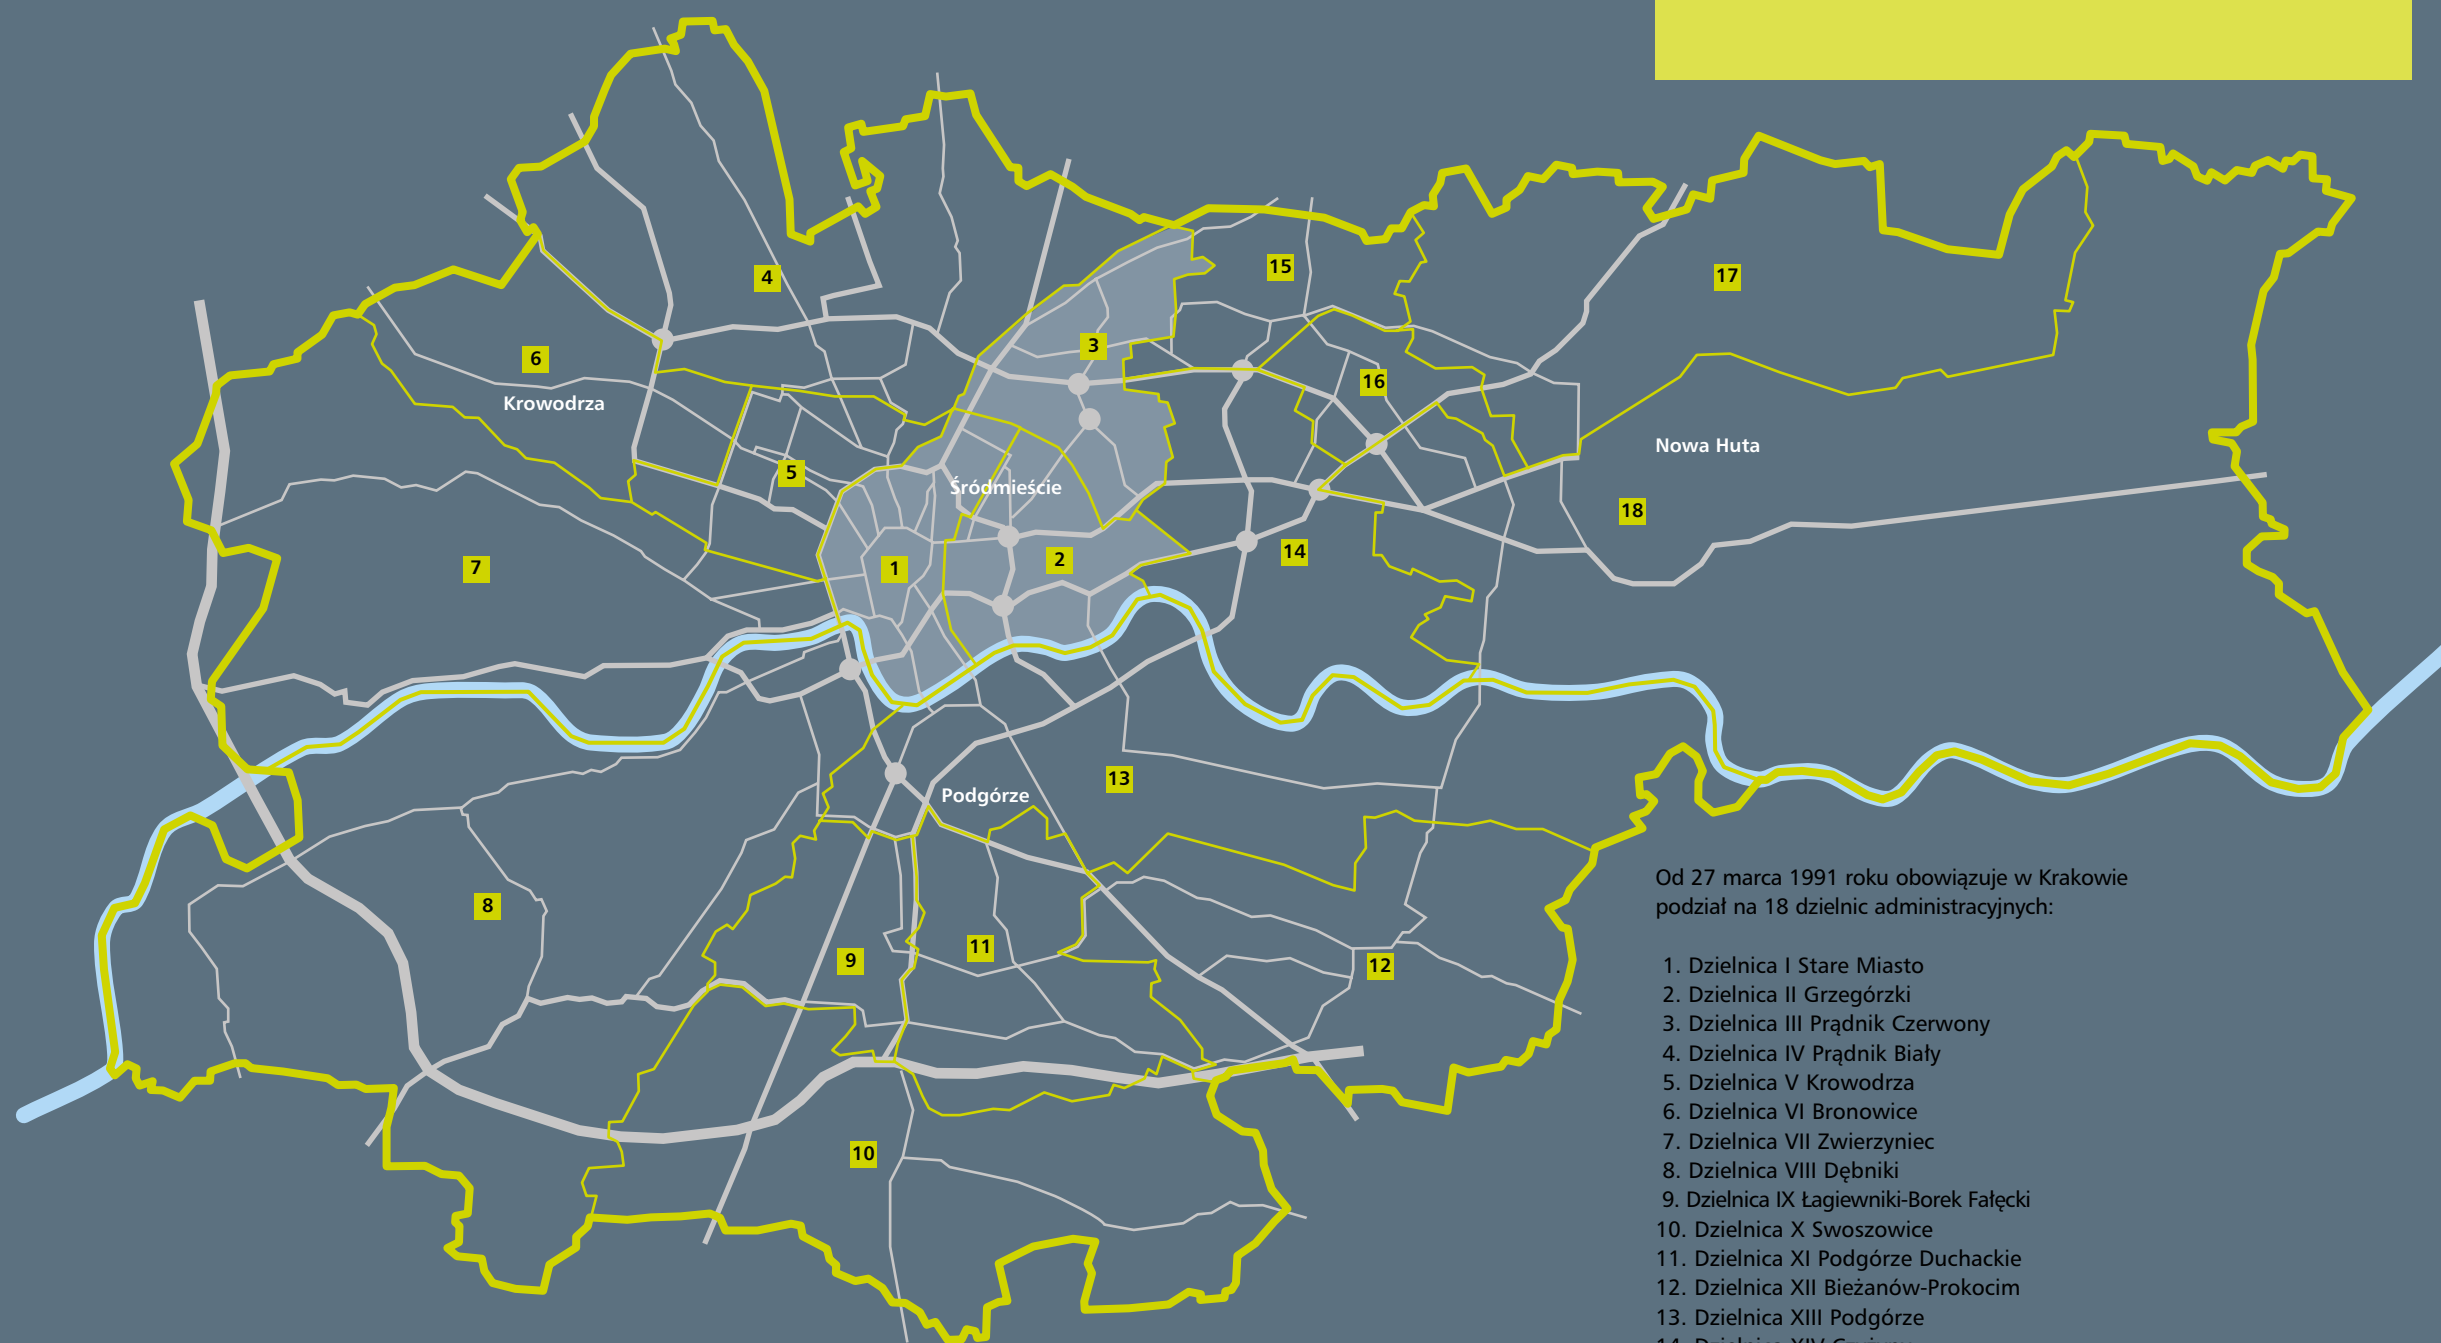 4
15
17
3
6
16
Krowodrza
Nowa Huta
5
Śródmieście
18
14
2
7
1
13
Podgórze
8
11
9
12
10
Od 27 marca 1991 roku obowiązuje w Krakowie
podział na 18 dzielnic administracyjnych:
1. Dzielnica I Stare Miasto
2. Dzielnica II Grzegórzki
3. Dzielnica III Prądnik Czerwony
4. Dzielnica IV Prądnik Biały
5. Dzielnica V Krowodrza
6. Dzielnica VI Bronowice
7. Dzielnica VII Zwierzyniec
8. Dzielnica VIII Dębniki
9. Dzielnica IX Łagiewniki-Borek Fałęcki
10. Dzielnica X Swoszowice
11. Dzielnica XI Podgórze Duchackie
12. Dzielnica XII Bieżanów-Prokocim
13. Dzielnica XIII Podgórze